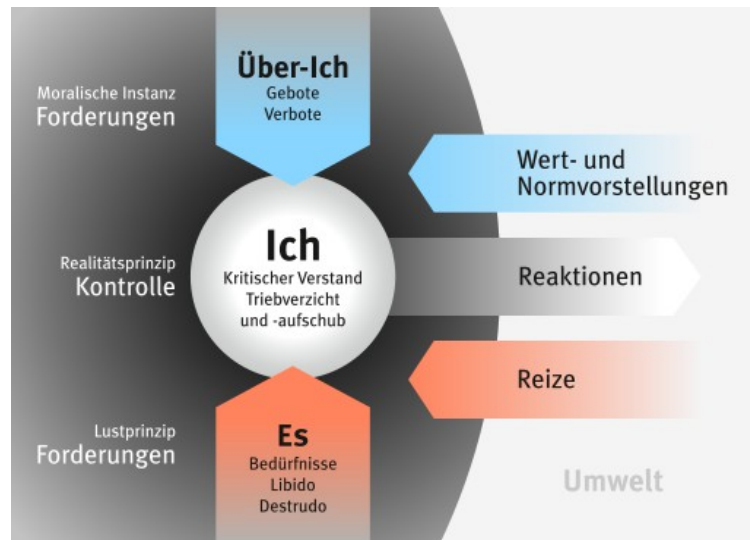 Moralische Instanz
Forderungen
Über-Ich
Gebote
Verbote
Wert- und
Normvorstellungen
Realitätsprinzip
Kontrolle
Ich
Kritischer Verstand
Triebverzicht
und -aufschub
Reaktionen
Reize
Lustprinzip
Forderungen
Es
Bedürfnisse
Libido
Destrudo
Umwelt